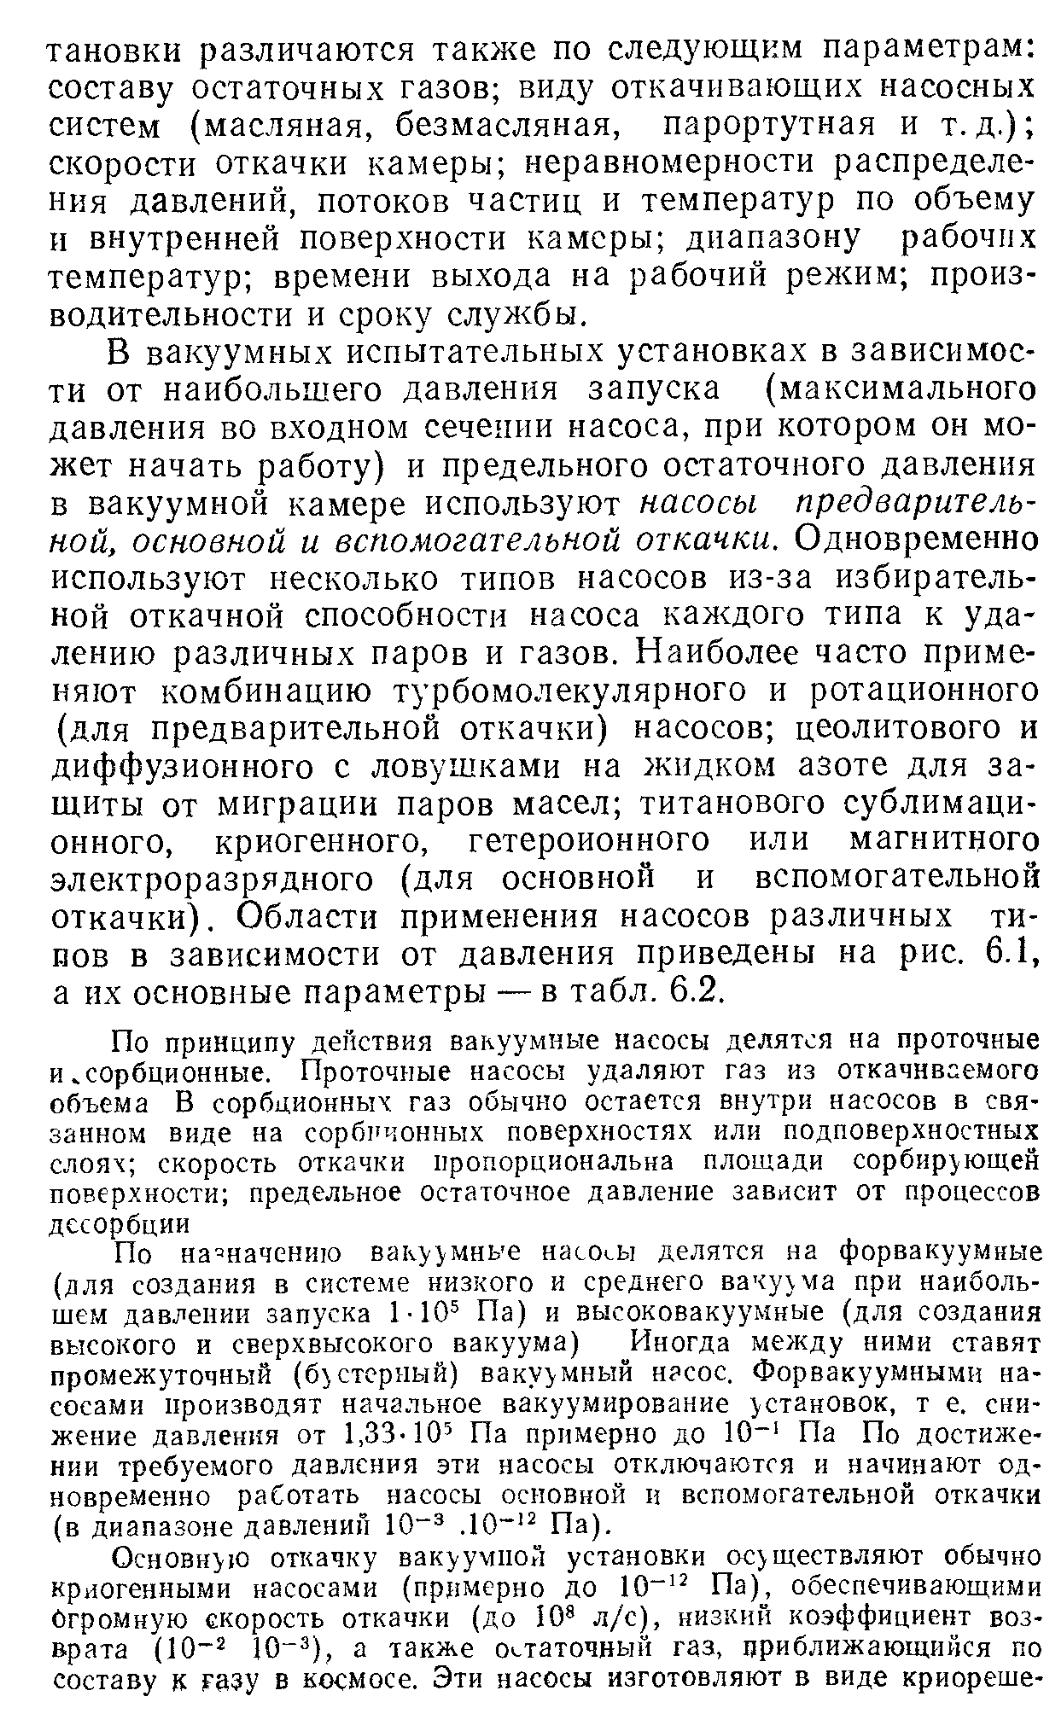 тановки различаются также по следующим параметрам:
составу остаточных газов; виду откачивающих насосных
систем (масляная, безмасляная, парортутная и т. д.);
скорости откачки камеры; неравномерности распределе-
ния давлений, потоков частиц и температур по объему
и внутренней поверхности камеры; диапазону рабочих
температур; времени выхода на рабочий режим; произ-
водительности и сроку службы.
В вакуумных испытательных установках в зависимос-
ти от наибольшего давления запуска (максимального
давления во входном сечении насоса, при котором он мо-
жет начать работу) и предельного остаточного давления
в вакуумной камере используют насосы предваритель-
ной, основной и вспомогательной откачки. Одновременно
используют несколько типов насосов из-за избиратель-
ной откачной способности насоса каждого типа к уда-
лению различных паров и газов. Наиболее часто приме-
няют комбинацию турбомолекулярного и ротационного
(для предварительной откачки) насосов; цеолитового и
диффузионного с ловушками на жидком азоте для за-
щиты от миграции паров масел; титанового сублимаци-
онного, криогенного, гетероионного или магнитного
электроразрядного (для основной и вспомогательной
откачки). Области применения насосов различных ти-
пов в зависимости от давления приведены на рис. 6.1,
а их основные параметры — в табл. 6.2.
По принципу действия вакуумные насосы делятся на проточные
и сорбционные. Проточные насосы удаляют газ из откачиваемого
объема В сорбционных газ обычно остается внутри насосов в свя-
занном виде на сорбционных поверхностях или подповерхностных
слоях; скорость откачки пропорциональна площади сорбирующей
поверхности; предельное остаточное давление зависит от процессов
десорбции
По назначению вакуумные насосы делятся на форвакуумные
(для создания в системе низкого и среднего вакуума при наиболь-
шем давлении запуска 1·10⁵ Па) и высоковакуумные (для создания
высокого и сверхвысокого вакуума) Иногда между ними ставят
промежуточный (бустерный) вакуумный насос. Форвакуумными на-
сосами производят начальное вакуумирование установок, т е. сни-
жение давления от 1,33·10⁵ Па примерно до 10⁻¹ Па По достиже-
нии требуемого давления эти насосы отключаются и начинают од-
новременно работать насосы основной и вспомогательной откачки
(в диапазоне давлений 10⁻³ .10⁻¹² Па).
Основную откачку вакуумной установки осуществляют обычно
криогенными насосами (примерно до 10⁻¹² Па), обеспечивающими
огромную скорость откачки (до 10⁸ л/с), низкий коэффициент воз-
врата (10⁻² 10⁻³), а также остаточный газ, приближающийся по
составу к газу в космосе. Эти насосы изготовляют в виде криореше-